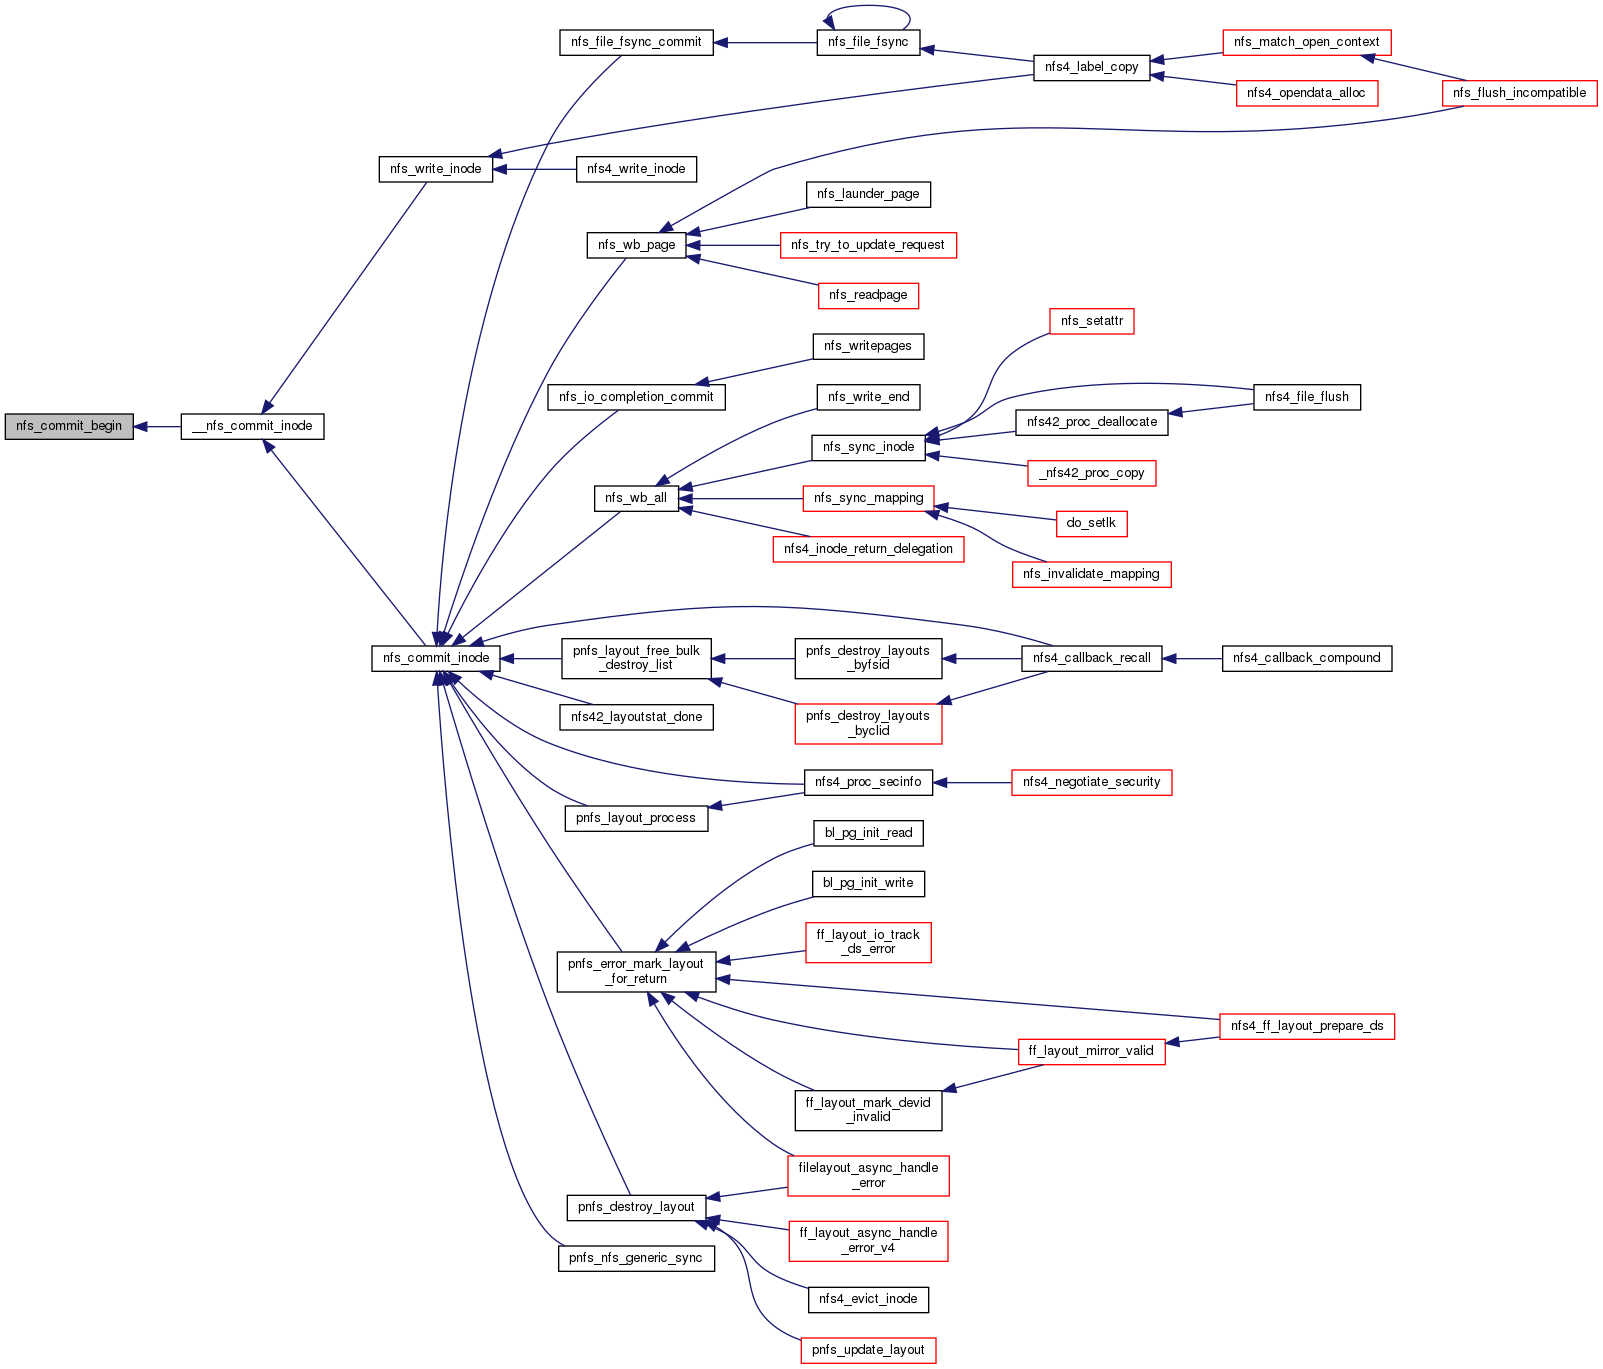 nfs_file_fsync_commit
nfs_file_fsync
nfs_match_open_context
nfs4_label_copy
nfs4_opendata_alloc
nfs_flush_incompatible
nfs_write_inode
nfs4_write_inode
nfs_launder_page
nfs_wb_page
nfs_try_to_update_request
nfs_readpage
nfs_setattr
nfs_writepages
nfs_io_completion_commit
nfs_write_end
nfs4_file_flush
nfs_commit_begin
__nfs_commit_inode
nfs42_proc_deallocate
nfs_sync_inode
_nfs42_proc_copy
nfs_wb_all
nfs_sync_mapping
do_setlk
nfs4_inode_return_delegation
nfs_invalidate_mapping
nfs_commit_inode
pnfs_layout_free_bulk
_destroy_list
pnfs_destroy_layouts
_byfsid
nfs4_callback_recall
nfs4_callback_compound
nfs42_layoutstat_done
pnfs_destroy_layouts
_byclid
nfs4_proc_secinfo
nfs4_negotiate_security
pnfs_layout_process
bl_pg_init_read
bl_pg_init_write
ff_layout_io_track
_ds_error
pnfs_error_mark_layout
_for_return
nfs4_ff_layout_prepare_ds
ff_layout_mirror_valid
ff_layout_mark_devid
_invalid
filelayout_async_handle
_error
pnfs_destroy_layout
ff_layout_async_handle
_error_v4
pnfs_nfs_generic_sync
nfs4_evict_inode
pnfs_update_layout